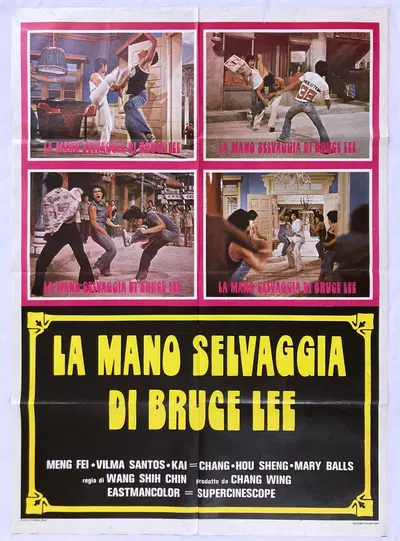 LA MANO SELVAGGIA DI BRUCE LEE
LA MANO SELVAGGIA DI BRUCE LEE
LA MANO SELVAGGIA DI BRUCE LEE
LA MANO SELVAGGIA DI BRUCE LEE
LA MANO SELVAGGIA
DI BRUCE LEE
MENG FEI • VILMA SANTOS • KAI = CHANG • HOU SHENG • MARY BALLS
regia di WANG SHIH CHIN prodotto da CHANG WING
EASTMANCOLOR = SUPERCINESCOPE